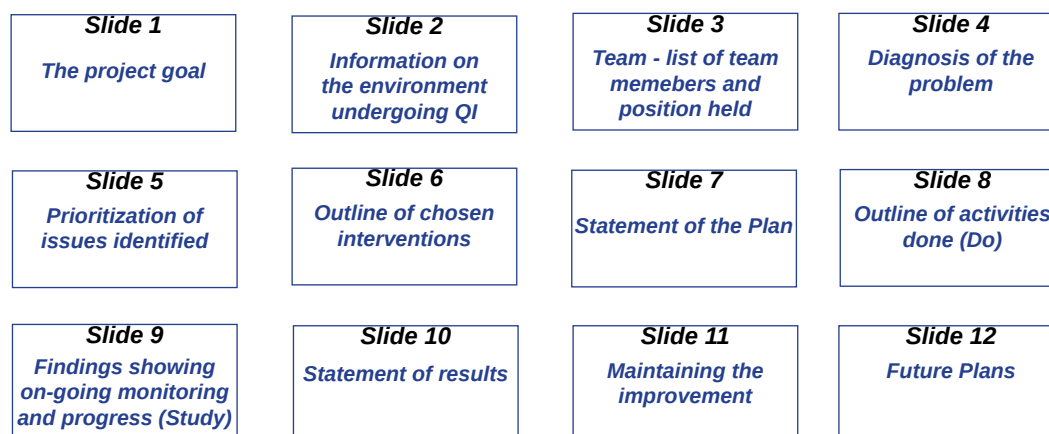 Slide 1
The project goal
Slide 2
Information on
the environment
undergoing QI
Slide 3
Team - list of team
memebers and
position held
Slide 4
Diagnosis of the
problem
Slide 5
Prioritization of
issues identified
Slide 6
Outline of chosen
interventions
Slide 7
Statement of the Plan
Slide 8
Outline of activities
done (Do)
Slide 9
Findings showing
on-going monitoring
and progress (Study)
Slide 10
Statement of results
Slide 11
Maintaining the
improvement
Slide 12
Future Plans